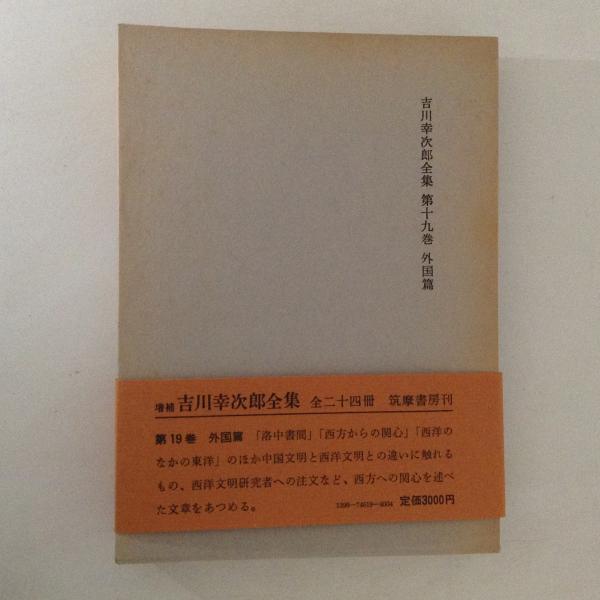 吉川幸次郎全集 第十九巻 外国篇
増補 吉川幸次郎全集 全二十四冊 筑摩書房刊
第19巻 外国篇 「洛中書間」「西方からの関心」「西洋の
なかの東洋」のほか中国文明と西洋文明との違いに触れる
もの、西洋文明研究者への注文など、西方への関心を述べ
た文章をあつめる。 1398-74619-4604 定価3000円